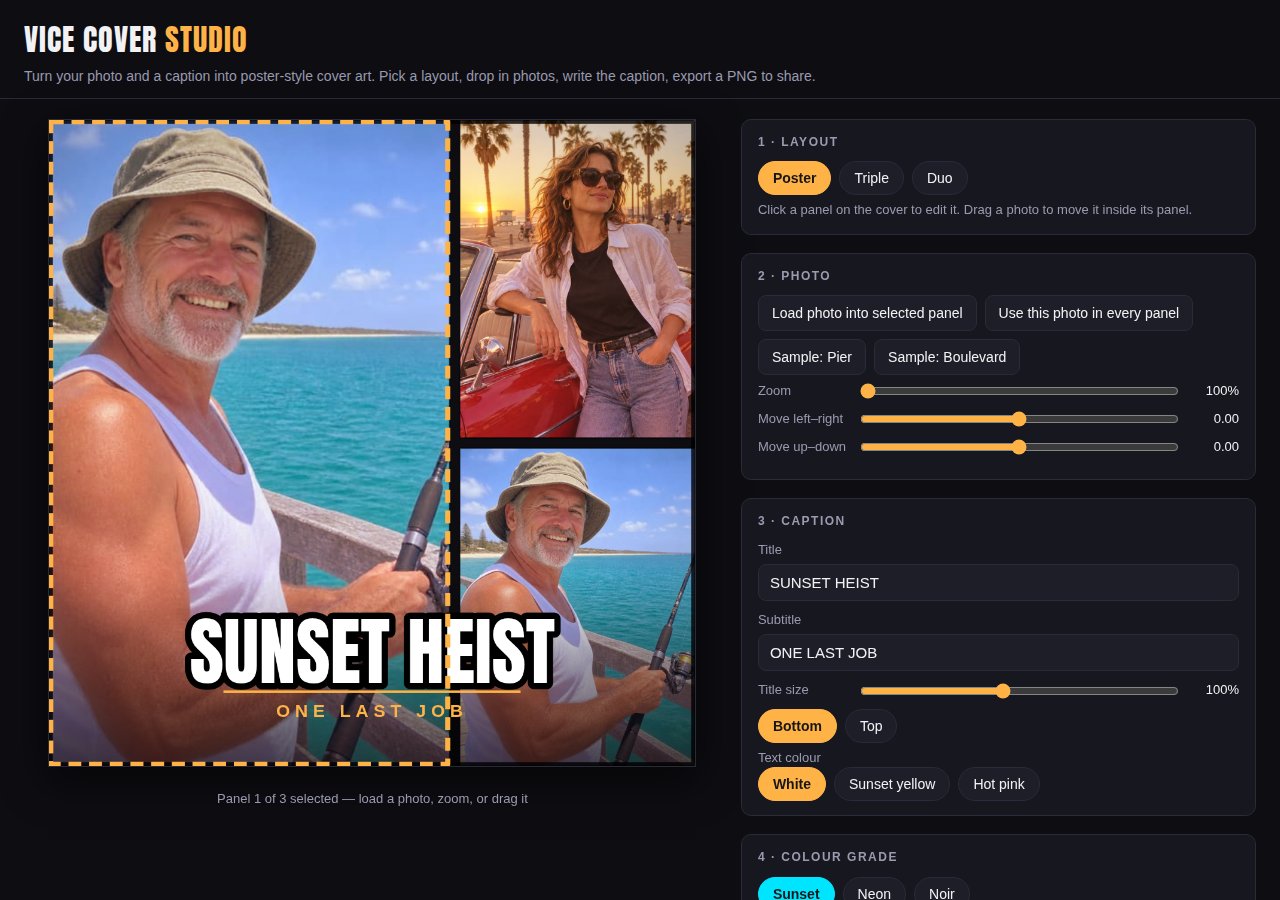 VICE COVER STUDIO
Turn your photo and a caption into poster-style cover art. Pick a layout, drop in photos, write the caption, export a PNG to share.
SUNSET HEIST
ONE LAST JOB
Panel 1 of 3 selected — load a photo, zoom, or drag it
1 · LAYOUT
Poster Triple Duo
Click a panel on the cover to edit it. Drag a photo to move it inside its panel.
2 · PHOTO
Load photo into selected panel Use this photo in every panel
Sample: Pier Sample: Boulevard
Zoom 100%
Move left–right 0.00
Move up–down 0.00
3 · CAPTION
Title
SUNSET HEIST
Subtitle
ONE LAST JOB
Title size 100%
Bottom Top
Text colour
White Sunset yellow Hot pink
4 · COLOUR GRADE
Sunset Neon Noir